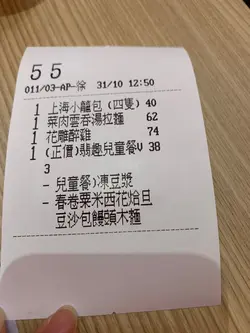 55
011/03-AP-徐 31/10 12:50
1 上海小籠包 (四隻) 40
1 菜肉雲吞湯拉麵 62
1 花雕醉雞 74
1 (正價)翡趣兒童餐V 38
3
- 兒童餐)凍豆漿
- 春卷粟米西花烚旦
豆沙包饅頭木麵